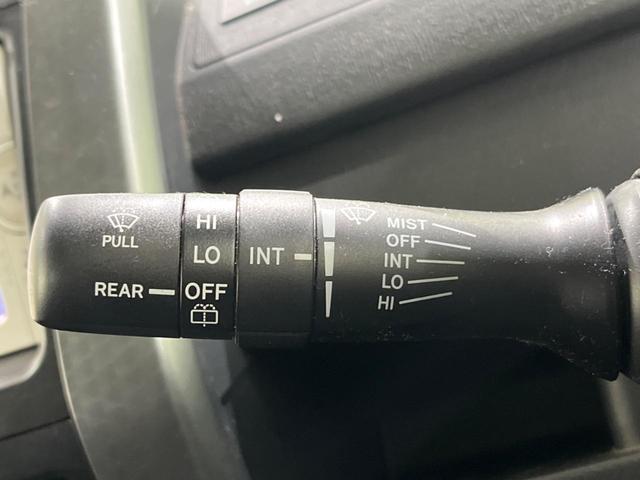 PULL
REAR
HI
LO
OFF
INT
MIST
OFF
INT
LO
HI